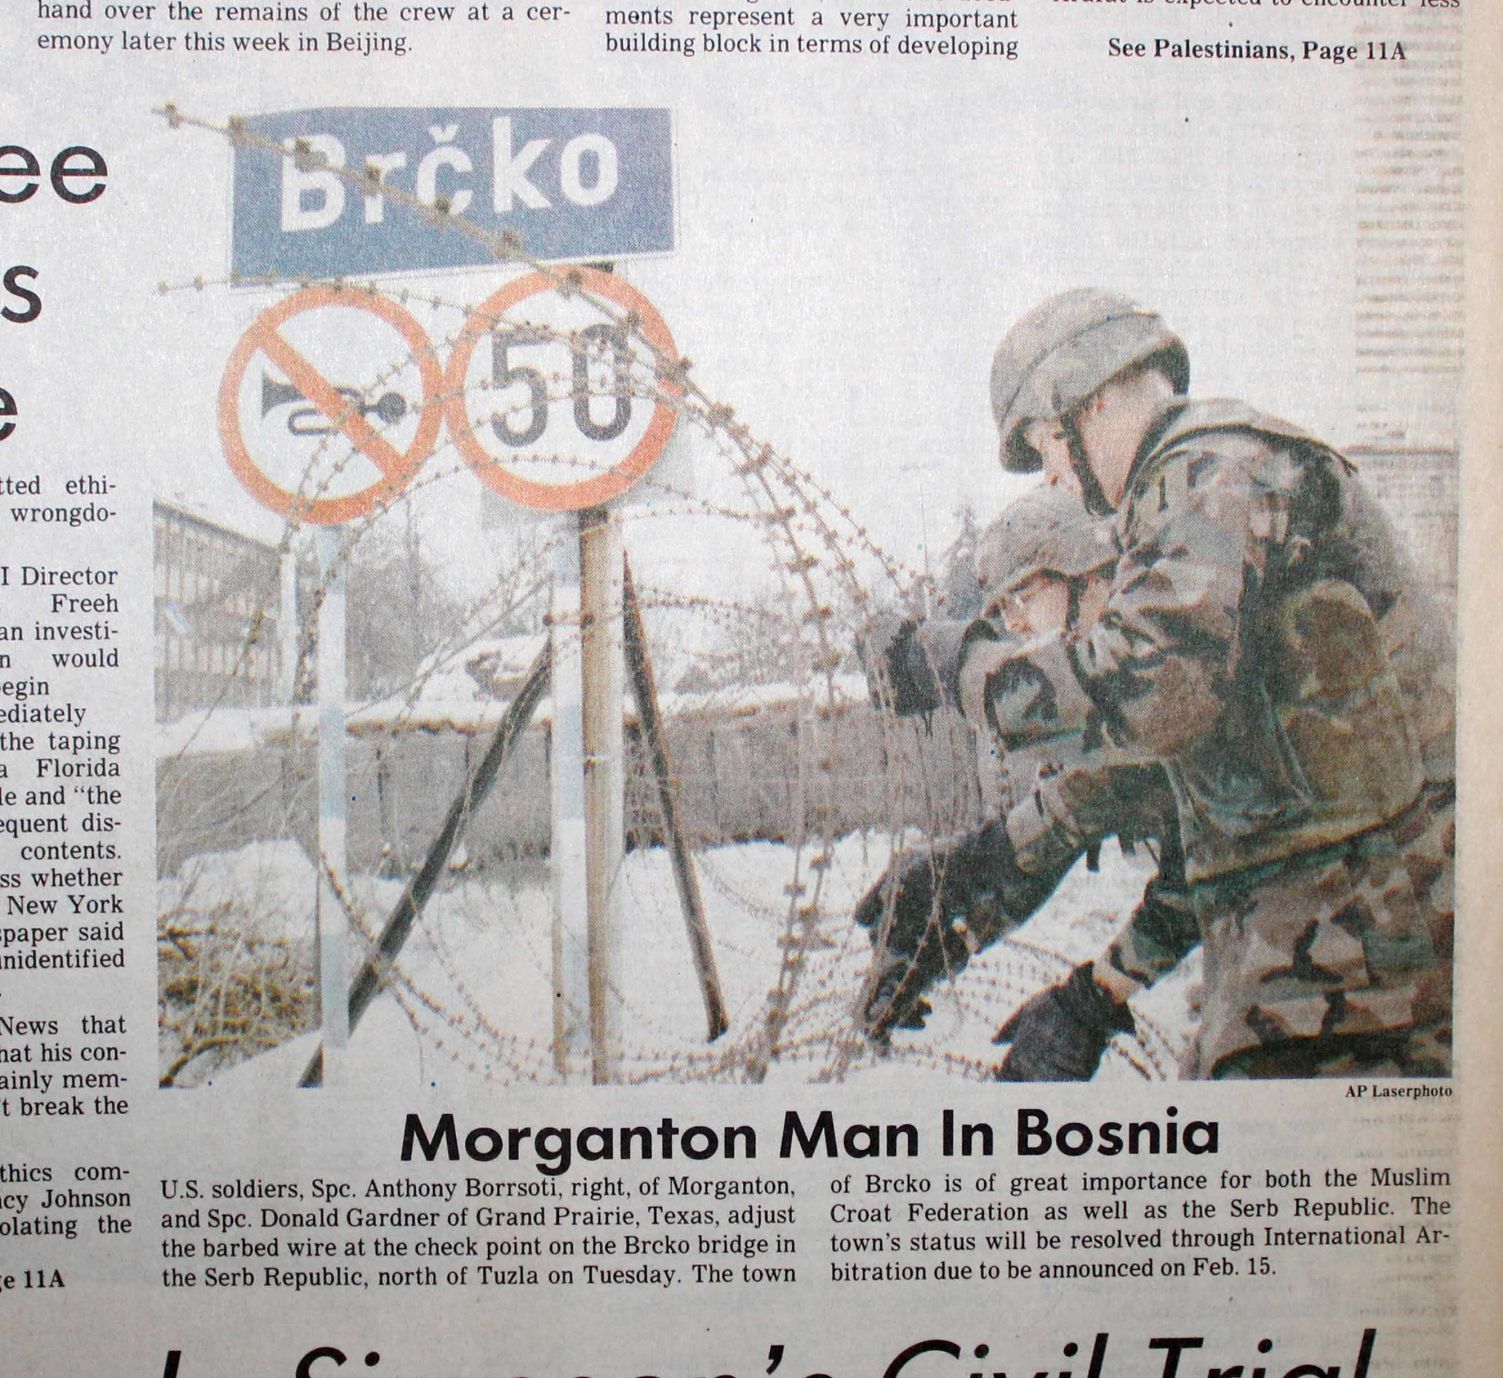 hand over the remains of the crew at a cer-
emony later this week in Beijing.
ments represent a very important
building block in terms of developing
See Palestinians, Page 11A
ee
s
e
Brčko
50
tted ethi-
wrongdo-
I Director
Freeh
an investi-
n would
egin
ediately
the taping
a Florida
le and “the
equent dis-
contents.
ss whether
New York
spaper said
unidentified
News that
hat his con-
ainly mem-
't break the
thics com-
ncy Johnson
olating the
ge 11A
AP Laserphoto
Morganton Man In Bosnia
U.S. soldiers, Spc. Anthony Borrsoti, right, of Morganton,
and Spc. Donald Gardner of Grand Prairie, Texas, adjust
the barbed wire at the check point on the Brcko bridge in
the Serb Republic, north of Tuzla on Tuesday. The town
of Brcko is of great importance for both the Muslim
Croat Federation as well as the Serb Republic. The
town's status will be resolved through International Ar-
bitration due to be announced on Feb. 15.
Simpson's Civil Trial